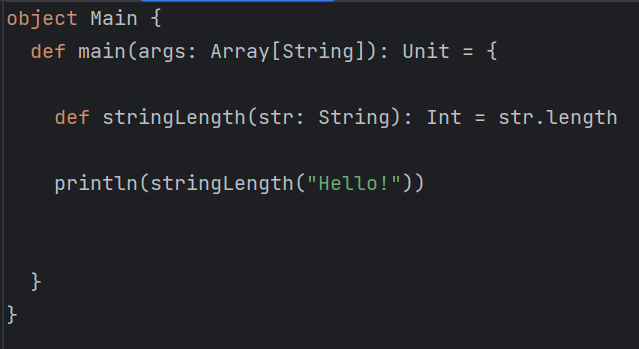 object Main {
  def main(args: Array[String]): Unit = {
    def stringLength(str: String): Int = str.length
    println(stringLength("Hello!"))
  }
}